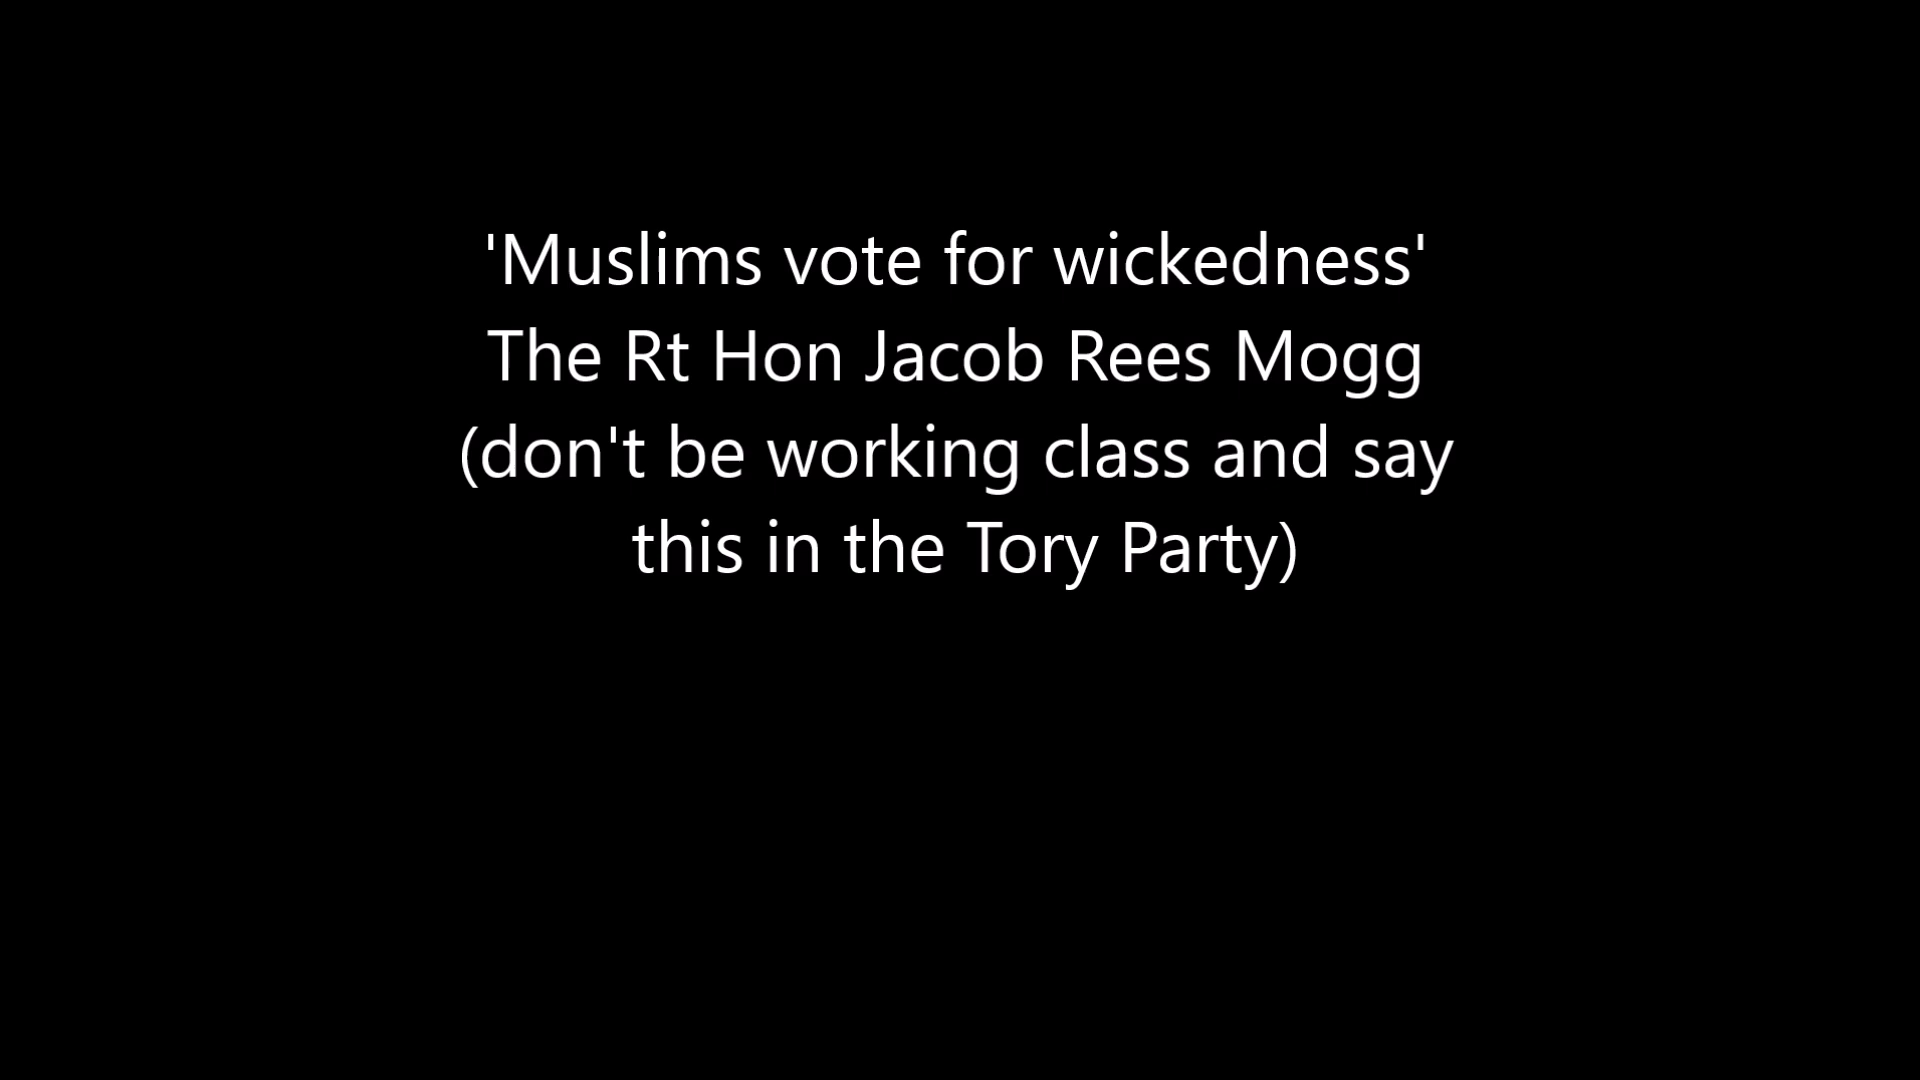 'Muslims vote for wickedness'
The Rt Hon Jacob Rees Mogg
(don't be working class and say
this in the Tory Party)